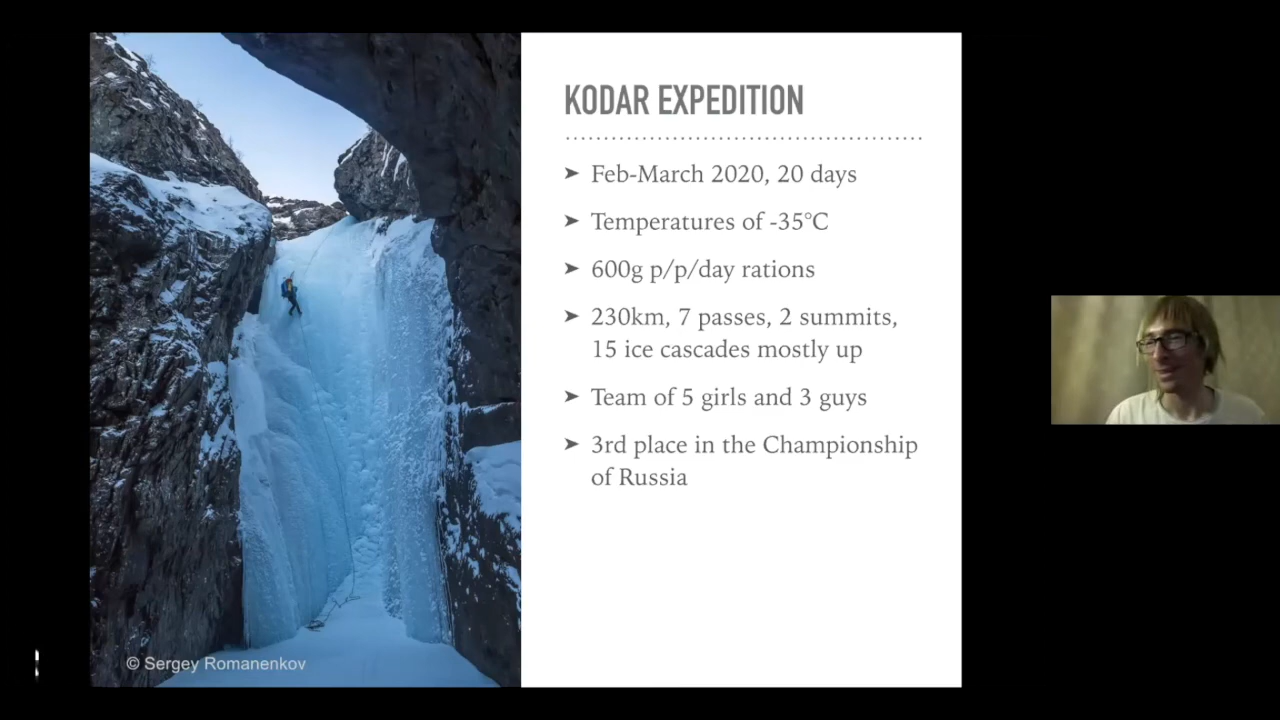 KODAR EXPEDITION
➤ Feb-March 2020, 20 days
➤ Temperatures of -35°C
➤ 600g p/p/day rations
➤ 230km, 7 passes, 2 summits,
15 ice cascades mostly up
➤ Team of 5 girls and 3 guys
➤ 3rd place in the Championship
of Russia
© Sergey Romanenkov